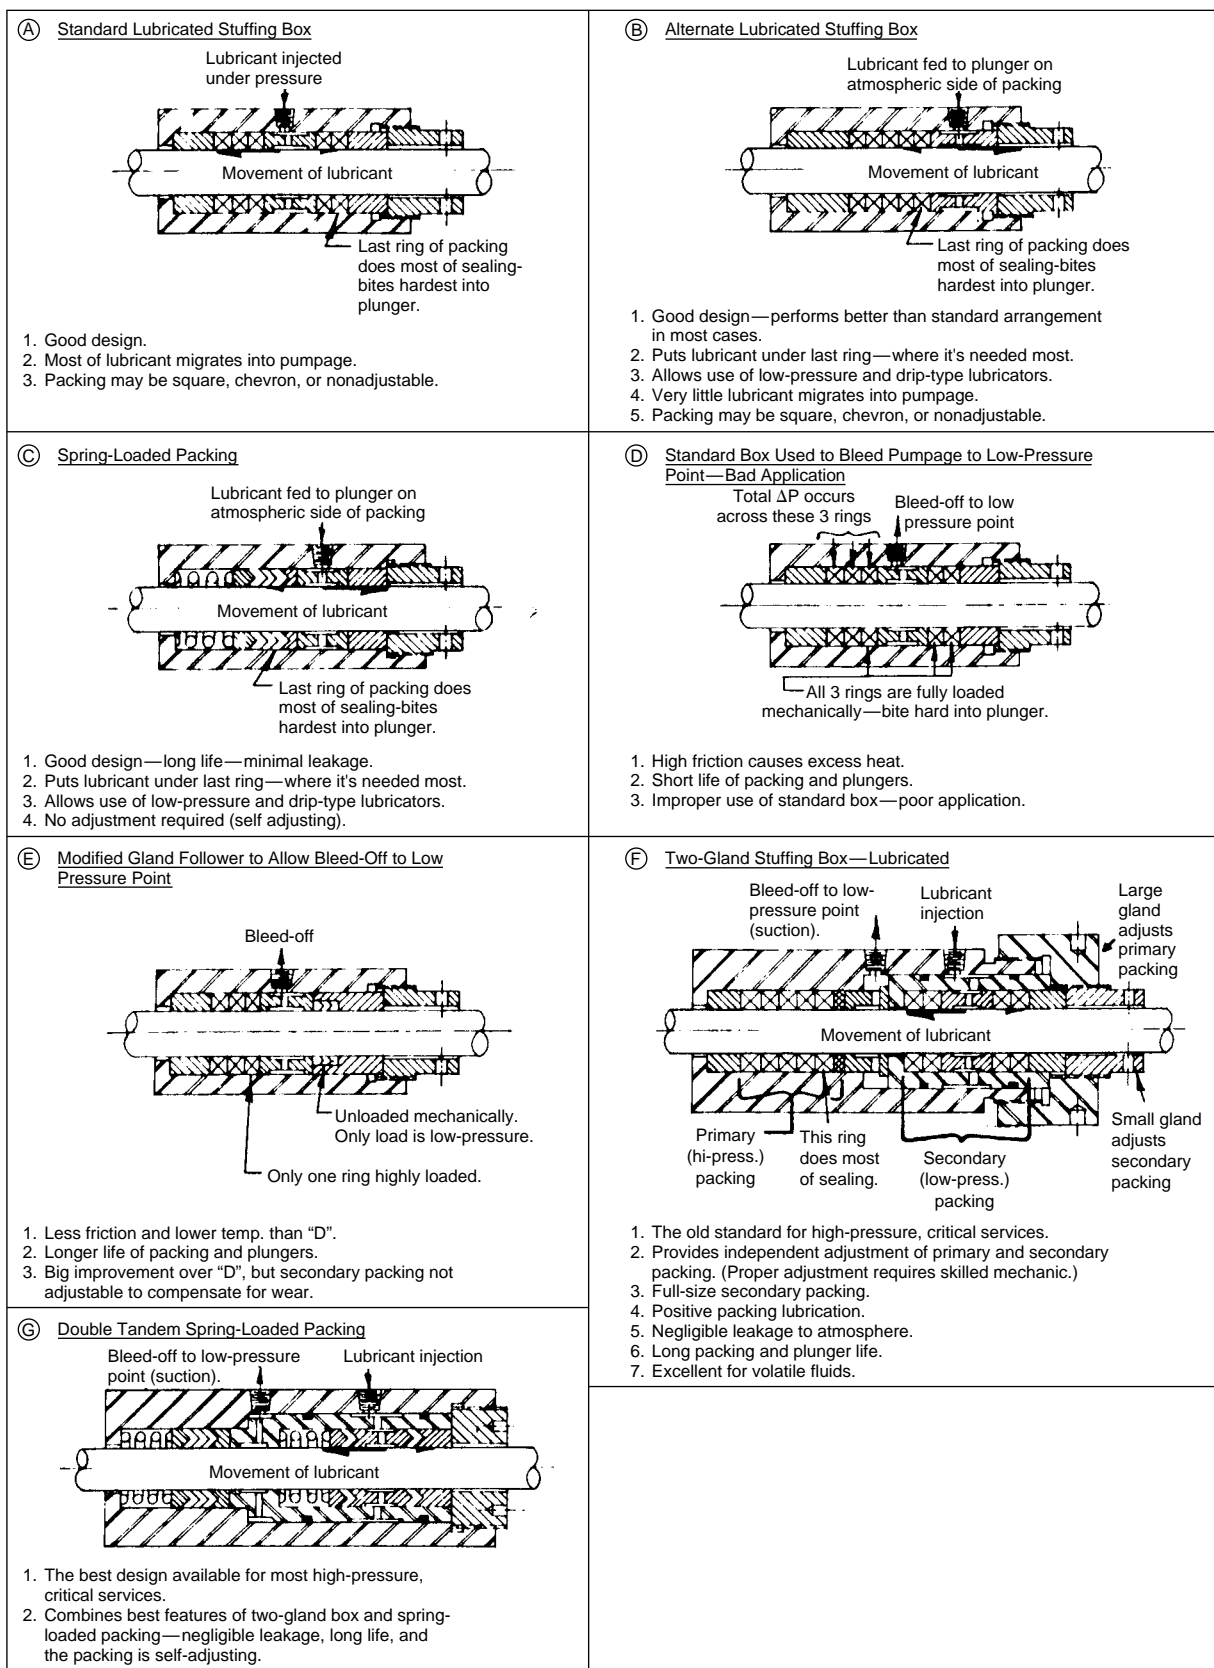 A Standard Lubricated Stuffing Box
Lubricant injected
under pressure
Movement of lubricant
Last ring of packing
does most of sealing-
bites hardest into
plunger.
1. Good design.
2. Most of lubricant migrates into pumpage.
3. Packing may be square, chevron, or nonadjustable.
B Alternate Lubricated Stuffing Box
Lubricant fed to plunger on
atmospheric side of packing
Movement of lubricant
Last ring of packing does
most of sealing-bites
hardest into plunger.
1. Good design—performs better than standard arrangement
in most cases.
2. Puts lubricant under last ring—where it's needed most.
3. Allows use of low-pressure and drip-type lubricators.
4. Very little lubricant migrates into pumpage.
5. Packing may be square, chevron, or nonadjustable.
C Spring-Loaded Packing
Lubricant fed to plunger on
atmospheric side of packing
Movement of lubricant
Last ring of packing does
most of sealing-bites
hardest into plunger.
1. Good design—long life—minimal leakage.
2. Puts lubricant under last ring—where it's needed most.
3. Allows use of low-pressure and drip-type lubricators.
4. No adjustment required (self adjusting).
D Standard Box Used to Bleed Pumpage to Low-Pressure
Point—Bad Application
Total ΔP occurs
across these 3 rings
Bleed-off to low
pressure point
All 3 rings are fully loaded
mechanically—bite hard into plunger.
1. High friction causes excess heat.
2. Short life of packing and plungers.
3. Improper use of standard box—poor application.
E Modified Gland Follower to Allow Bleed-Off to Low
Pressure Point
Bleed-off
Unloaded mechanically.
Only load is low-pressure.
Only one ring highly loaded.
1. Less friction and lower temp. than “D”.
2. Longer life of packing and plungers.
3. Big improvement over “D”, but secondary packing not
adjustable to compensate for wear.
F Two-Gland Stuffing Box—Lubricated
Bleed-off to low-
pressure point
(suction).
Lubricant
injection
Large
gland
adjusts
primary
packing
Movement of lubricant
Primary
(hi-press.)
packing
This ring
does most
of sealing.
Secondary
(low-press.)
packing
Small gland
adjusts
secondary
packing
1. The old standard for high-pressure, critical services.
2. Provides independent adjustment of primary and secondary
packing. (Proper adjustment requires skilled mechanic.)
3. Full-size secondary packing.
4. Positive packing lubrication.
5. Negligible leakage to atmosphere.
6. Long packing and plunger life.
7. Excellent for volatile fluids.
G Double Tandem Spring-Loaded Packing
Bleed-off to low-pressure
point (suction).
Lubricant injection
Movement of lubricant
1. The best design available for most high-pressure,
critical services.
2. Combines best features of two-gland box and spring-
loaded packing—negligible leakage, long life, and
the packing is self-adjusting.